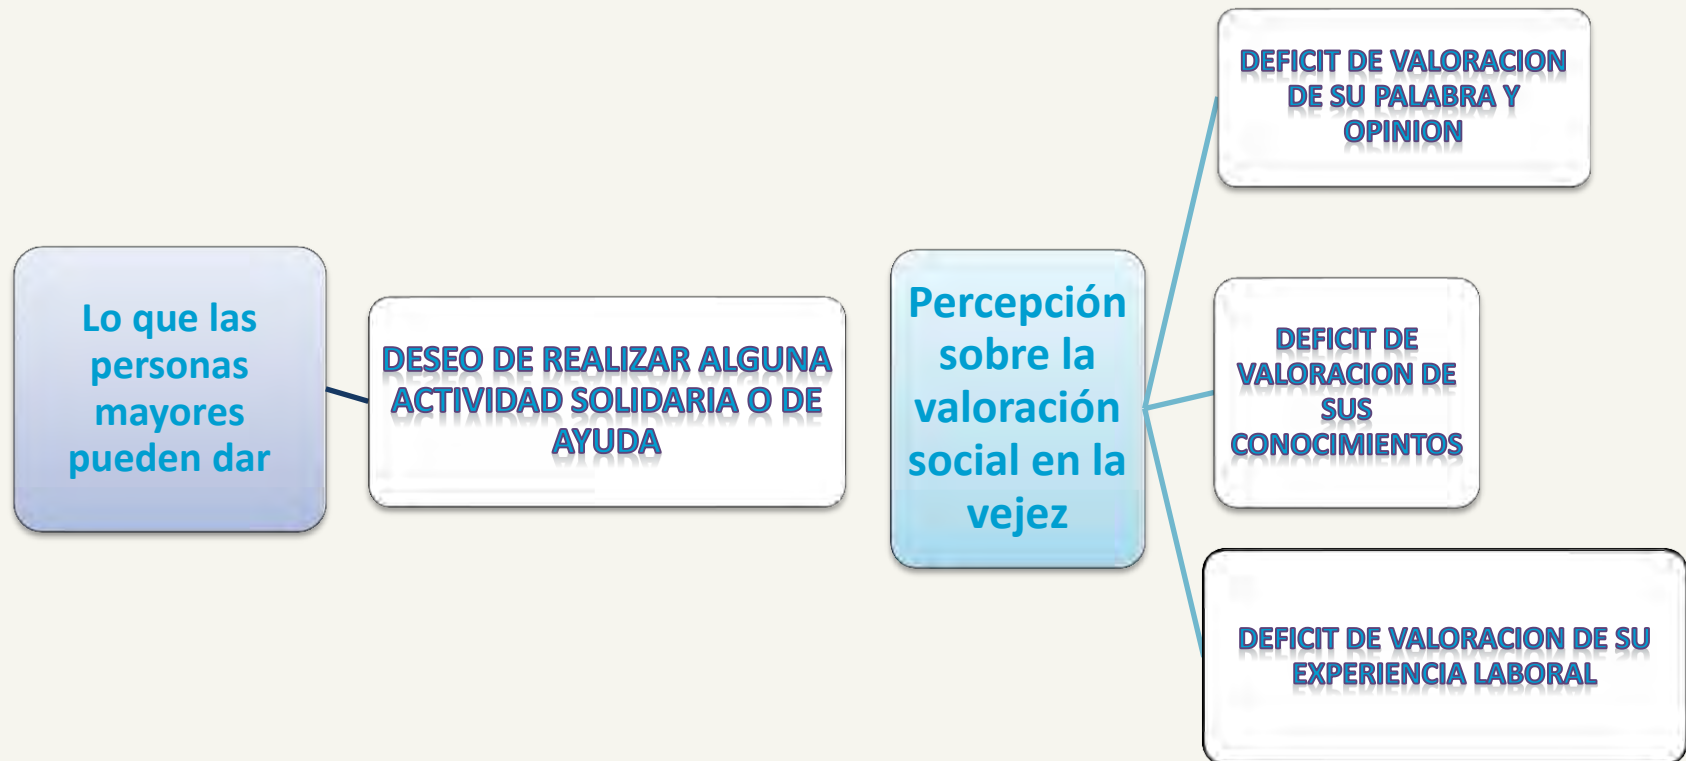 Lo que las
personas
mayores
pueden dar
DESEO DE REALIZAR ALGUNA
ACTIVIDAD SOLIDARIA O DE
AYUDA
Percepción
sobre la
valoración
social en la
vejez
DEFICIT DE VALORACION
DE SU PALABRA Y
OPINION
DEFICIT DE
VALORACION DE
SUS
CONOCIMIENTOS
DEFICIT DE VALORACION DE SU
EXPERIENCIA LABORAL